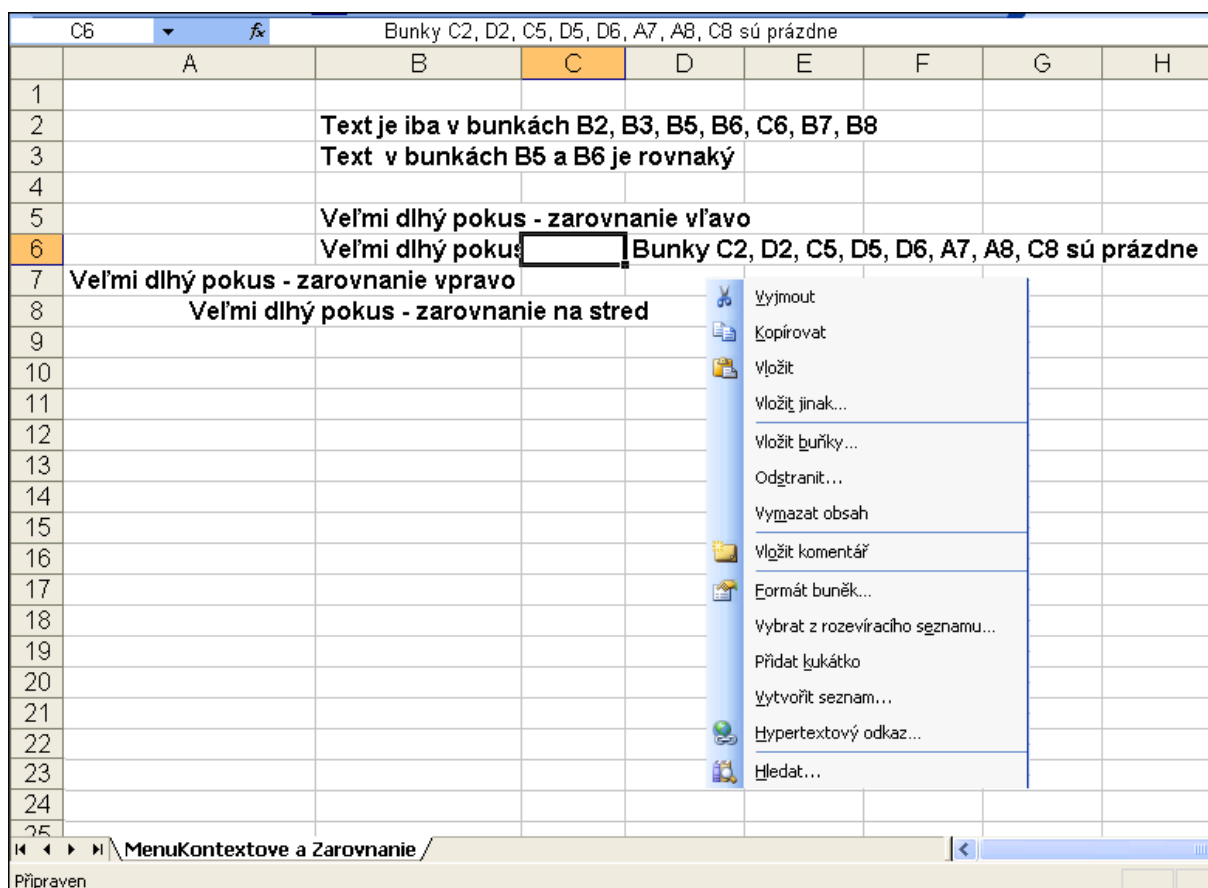 C6 fx Bunky C2, D2, C5, D5, D6, A7, A8, C8 sú prázdne
A B C D E F G H
1
2 Text je iba v bunkách B2, B3, B5, B6, C6, B7, B8
3 Text  v bunkách B5 a B6 je rovnaký
4
5 Veľmi dlhý pokus - zarovnanie vľavo
6 Veľmi dlhý pokus Bunky C2, D2, C5, D5, D6, A7, A8, C8 sú prázdne
7 Veľmi dlhý pokus - zarovnanie vpravo
8 Veľmi dlhý pokus - zarovnanie na stred
9
10
11
12
13
14
15
16
17
18
19
20
21
22
23
24
25
Vyjmout
Kopírovat
Vložit
Vložit jinak...
Vložit buňky...
Odstranit...
Vymazat obsah
Vložit komentář
Formát buněk...
Vybrat z rozevíracího seznamu...
Přidat kukátko
Vytvořit seznam...
Hypertextový odkaz...
Hledat...
MenuKontextove a Zarovnanie
Připraven